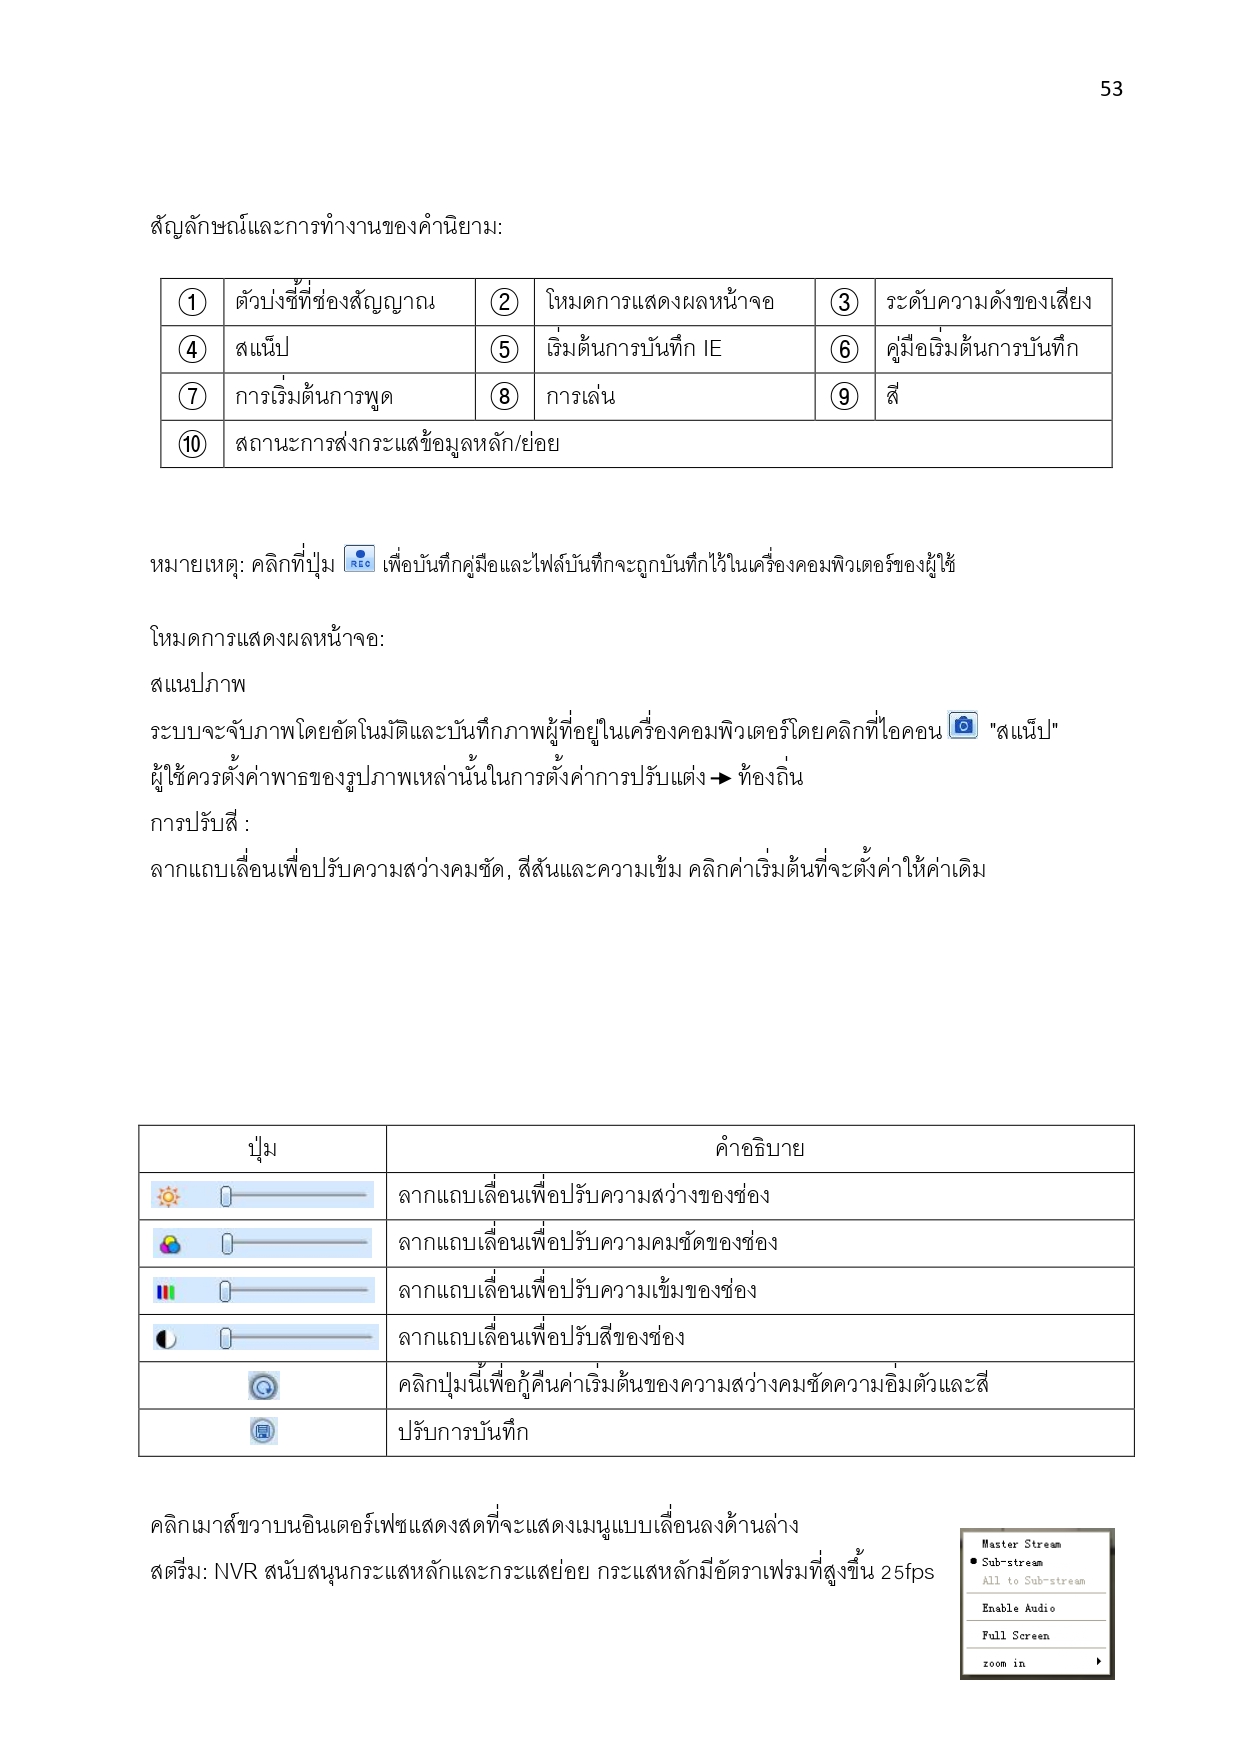 53
สัญลักษณ์และการทำงานของคำนิยาม:
① ตัวบ่งชี้ที่ช่องสัญญาณ ② โหมดการแสดงผลหน้าจอ ③ ระดับความดังของเสียง
④ สแน็ป ⑤ เริ่มต้นการบันทึก IE ⑥ คู่มือเริ่มต้นการบันทึก
⑦ การเริ่มต้นการพูด ⑧ การเล่น ⑨ สี
⑩ สถานะการส่งกระแสข้อมูลหลัก/ย่อย
หมายเหตุ: คลิกที่ปุ่ม REC เพื่อบันทึกคู่มือและไฟล์บันทึกจะถูกบันทึกไว้ในเครื่องคอมพิวเตอร์ของผู้ใช้
โหมดการแสดงผลหน้าจอ:
สแนปภาพ
ระบบจะจับภาพโดยอัตโนมัติและบันทึกภาพผู้ที่อยู่ในเครื่องคอมพิวเตอร์โดยคลิกที่ไอคอน "สแน็ป"
ผู้ใช้ควรตั้งค่าพาธของรูปภาพเหล่านั้นในการตั้งค่าการปรับแต่ง → ท้องถิ่น
การปรับสี :
ลากแถบเลื่อนเพื่อปรับความสว่างคมชัด, สีสันและความเข้ม คลิกค่าเริ่มต้นที่จะตั้งค่าให้ค่าเดิม
ปุ่ม คำอธิบาย
ลากแถบเลื่อนเพื่อปรับความสว่างของช่อง
ลากแถบเลื่อนเพื่อปรับความคมชัดของช่อง
ลากแถบเลื่อนเพื่อปรับความเข้มของช่อง
ลากแถบเลื่อนเพื่อปรับสีของช่อง
คลิกปุ่มนี้เพื่อกู้คืนค่าเริ่มต้นของความสว่างคมชัดความอิ่มตัวและสี
ปรับการบันทึก
คลิกเมาส์ขวาบนอินเตอร์เฟซแสดงสดที่จะแสดงเมนูแบบเลื่อนลงด้านล่าง
สตรีม: NVR สนับสนุนกระแสหลักและกระแสย่อย กระแสหลักมีอัตราเฟรมที่สูงขึ้น 25fps
Master Stream
Sub-stream
All to Sub-stream
Enable Audio
Full Screen
zoom in